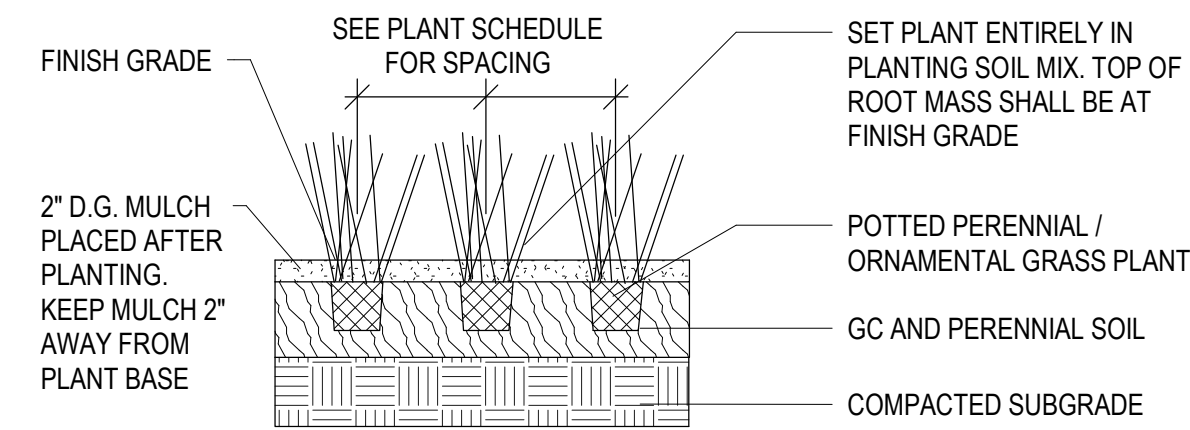 FINISH GRADE
SEE PLANT SCHEDULE
FOR SPACING
SET PLANT ENTIRELY IN
PLANTING SOIL MIX. TOP OF
ROOT MASS SHALL BE AT
FINISH GRADE
2" D.G. MULCH
PLACED AFTER
PLANTING.
KEEP MULCH 2"
AWAY FROM
PLANT BASE
POTTED PERENNIAL /
ORNAMENTAL GRASS PLANT
GC AND PERENNIAL SOIL
COMPACTED SUBGRADE